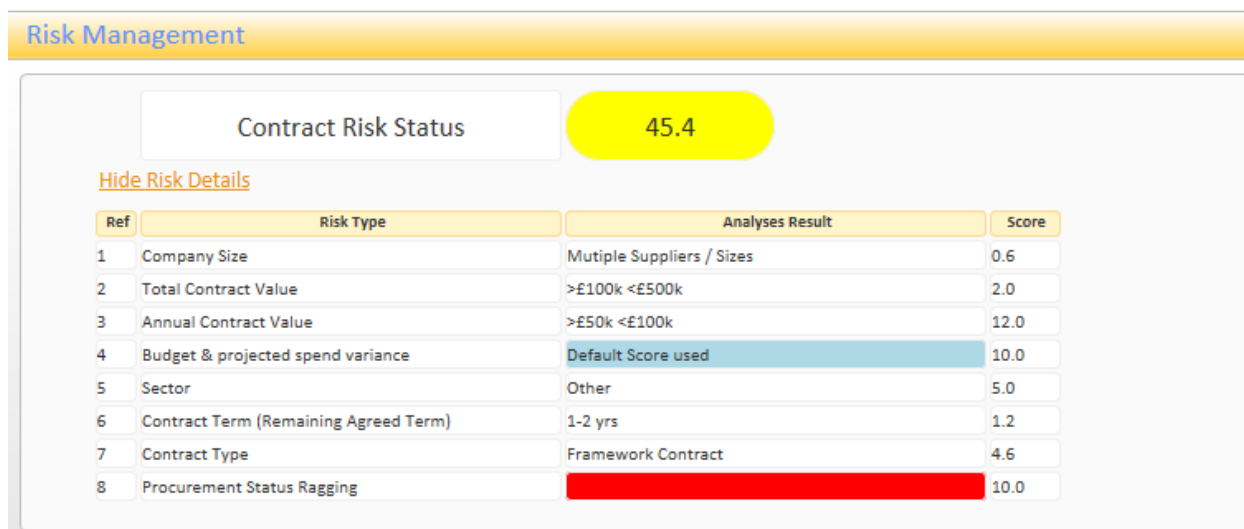 Risk Management
Contract Risk Status 45.4
Hide Risk Details
Ref Risk Type Analyses Result Score
1 Company Size Mutiple Suppliers / Sizes 0.6
2 Total Contract Value >£100k <£500k 2.0
3 Annual Contract Value >£50k <£100k 12.0
4 Budget & projected spend variance Default Score used 10.0
5 Sector Other 5.0
6 Contract Term (Remaining Agreed Term) 1-2 yrs 1.2
7 Contract Type Framework Contract 4.6
8 Procurement Status Ragging 10.0